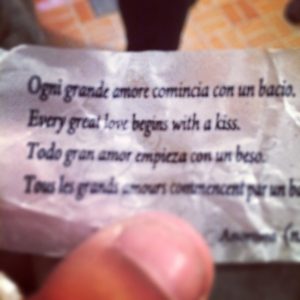 Ogni grande amore comincia con un bacio.
Every great love begins with a kiss.
Todo gran amor empieza con un beso.
Tous les grands amours commencent par un